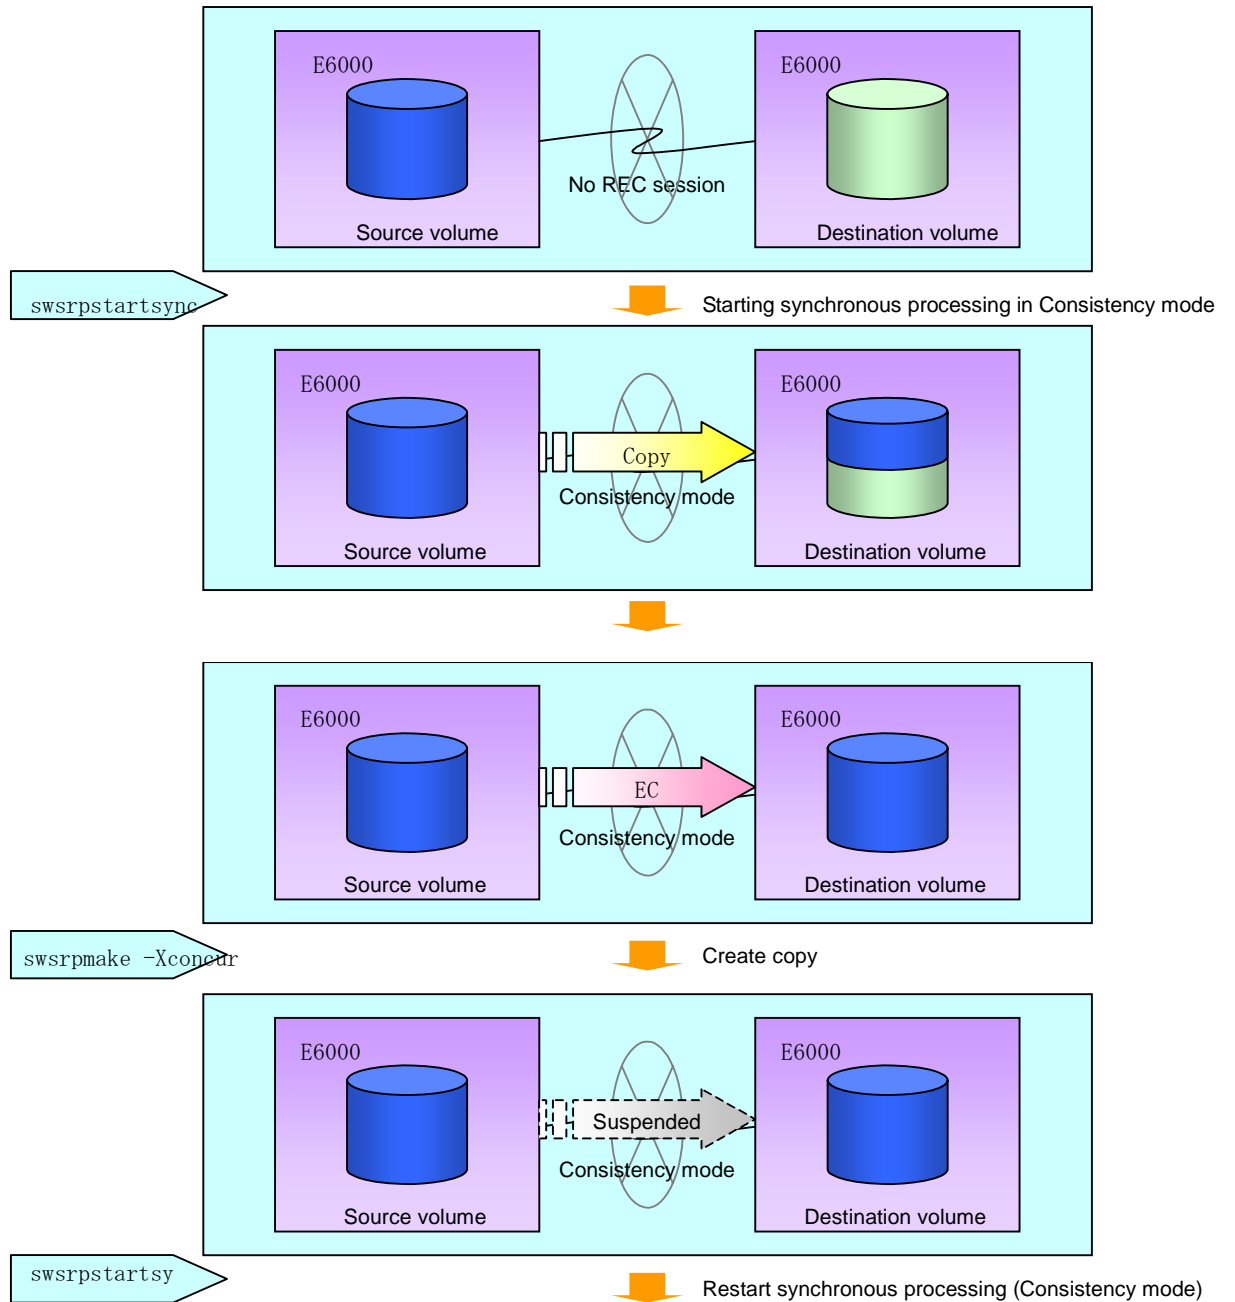 E6000
E6000
No REC session
Source volume
Destination volume
swsrpstartsync
Starting synchronous processing in Consistency mode
E6000
E6000
Copy
Consistency mode
Source volume
Destination volume
E6000
E6000
EC
Consistency mode
Source volume
Destination volume
swsrpmake -Xconcur
Create copy
E6000
E6000
Suspended
Consistency mode
Source volume
Destination volume
swsrpstartsy
Restart synchronous processing (Consistency mode)